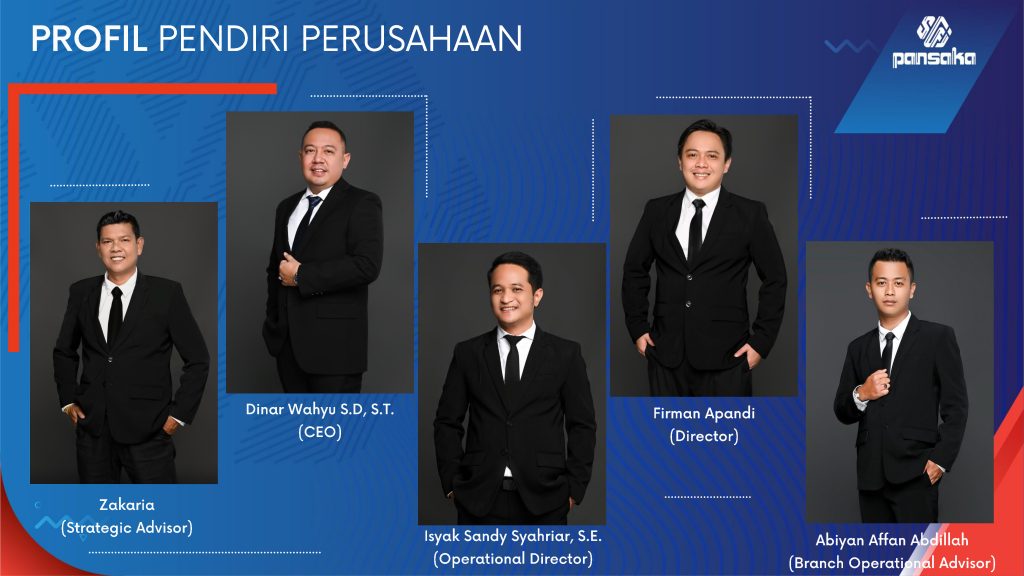 PROFIL PENDIRI PERUSAHAAN
pansaka
Dinar Wahyu S.D, S.T.
(CEO)
Firman Apandi
(Director)
Zakaria
(Strategic Advisor)
Isyak Sandy Syahriar, S.E.
(Operational Director)
Abiyan Affan Abdillah
(Branch Operational Advisor)